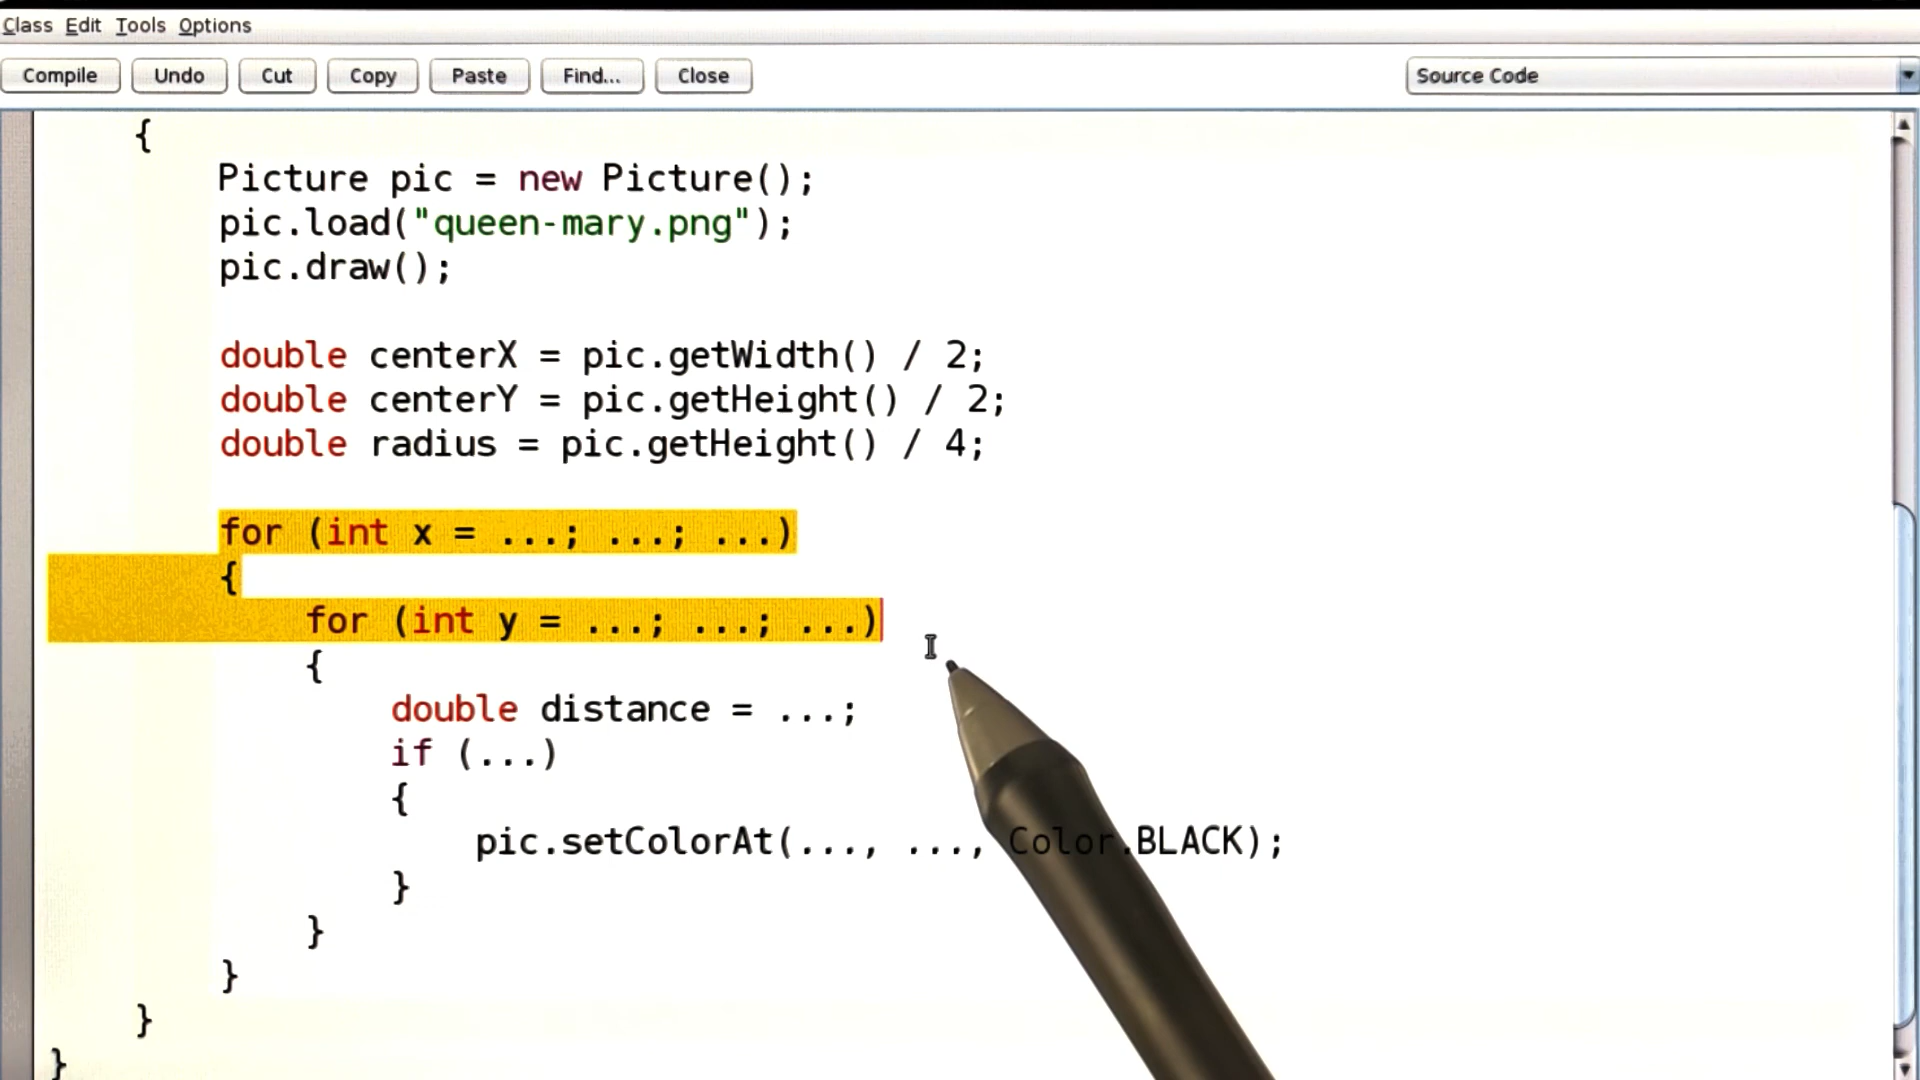 Class Edit Tools Options
Compile Undo Cut Copy Paste Find... Close Source Code
{
Picture pic = new Picture();
pic.load("queen-mary.png");
pic.draw();
double centerX = pic.getWidth() / 2;
double centerY = pic.getHeight() / 2;
double radius = pic.getHeight() / 4;
for (int x = ...; ...; ...)
{
for (int y = ...; ...; ...)
{
double distance = ...;
if (...)
{
pic.setColorAt(..., ..., Color.BLACK);
}
}
}
}
}